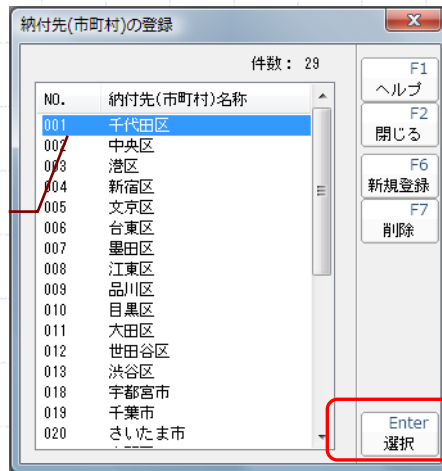 納付先(市町村)の登録
件数： 29
NO. 納付先(市町村)名称
001 千代田区
002 中央区
003 港区
004 新宿区
005 文京区
006 台東区
007 墨田区
008 江東区
009 品川区
010 目黒区
011 大田区
012 世田谷区
013 渋谷区
018 宇都宮市
019 千葉市
020 さいたま市
F1
ヘルプ
F2
閉じる
F6
新規登録
F7
削除
Enter
選択